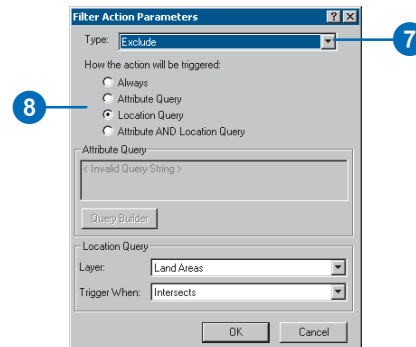 Filter Action Parameters
Type: Exclude
7
How the action will be triggered:
Always
Attribute Query
8
Location Query
Attribute AND Location Query
Attribute Query
< Invalid Query String >
Query Builder
Location Query
Layer: Land Areas
Trigger When: Intersects
OK Cancel